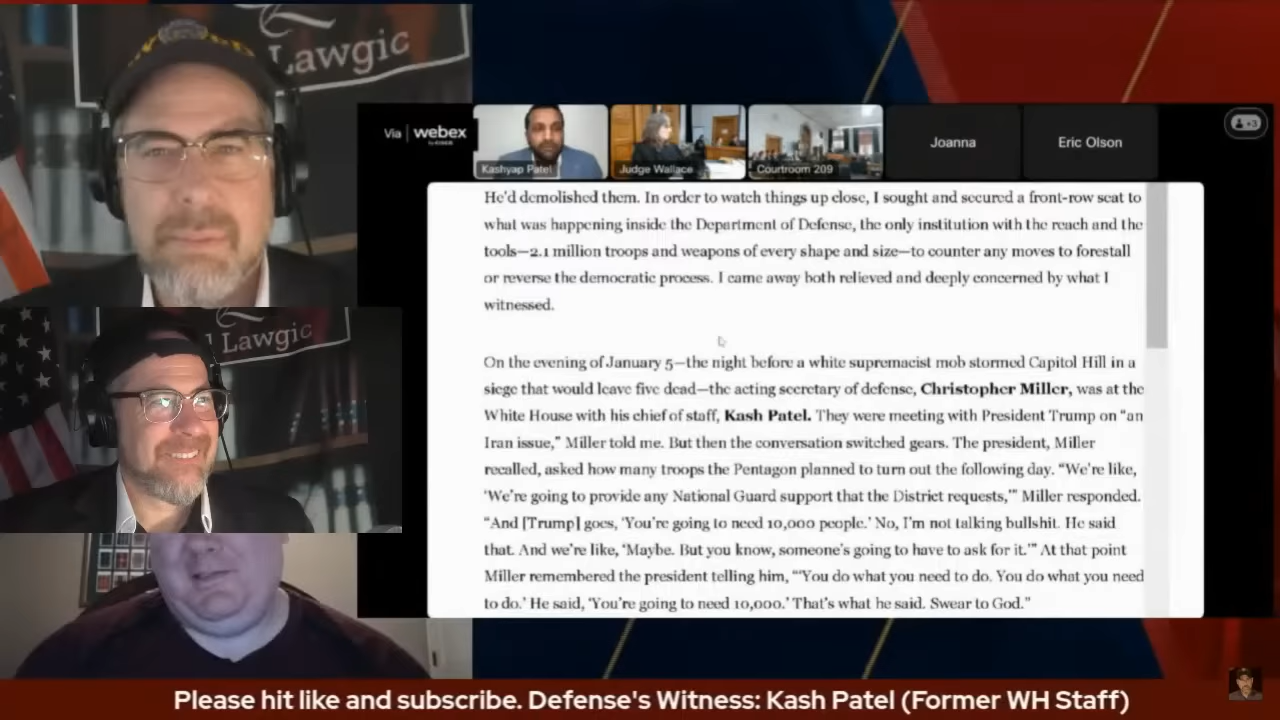 Lawgic
Lawgic
Via webex
Kashyap Patel
Judge Wallace
Courtroom 209
Joanna
Eric Olson
+3
He'd demolished them. In order to watch things up close, I sought and secured a front-row seat to
what was happening inside the Department of Defense, the only institution with the reach and the
tools—2.1 million troops and weapons of every shape and size—to counter any moves to forestall
or reverse the democratic process. I came away both relieved and deeply concerned by what I
witnessed.
On the evening of January 5—the night before a white supremacist mob stormed Capitol Hill in a
siege that would leave five dead—the acting secretary of defense, Christopher Miller, was at the
White House with his chief of staff, Kash Patel. They were meeting with President Trump on “an
Iran issue,” Miller told me. But then the conversation switched gears. The president, Miller
recalled, asked how many troops the Pentagon planned to turn out the following day. “We're like,
‘We're going to provide any National Guard support that the District requests,’” Miller responded.
“And [Trump] goes, ‘You're going to need 10,000 people.’ No, I'm not talking bullshit. He said
that. And we're like, ‘Maybe. But you know, someone's going to have to ask for it.’” At that point
Miller remembered the president telling him, “‘You do what you need to do. You do what you need
to do.’ He said, ‘You're going to need 10,000.’ That's what he said. Swear to God.”
Please hit like and subscribe. Defense's Witness: Kash Patel (Former WH Staff)